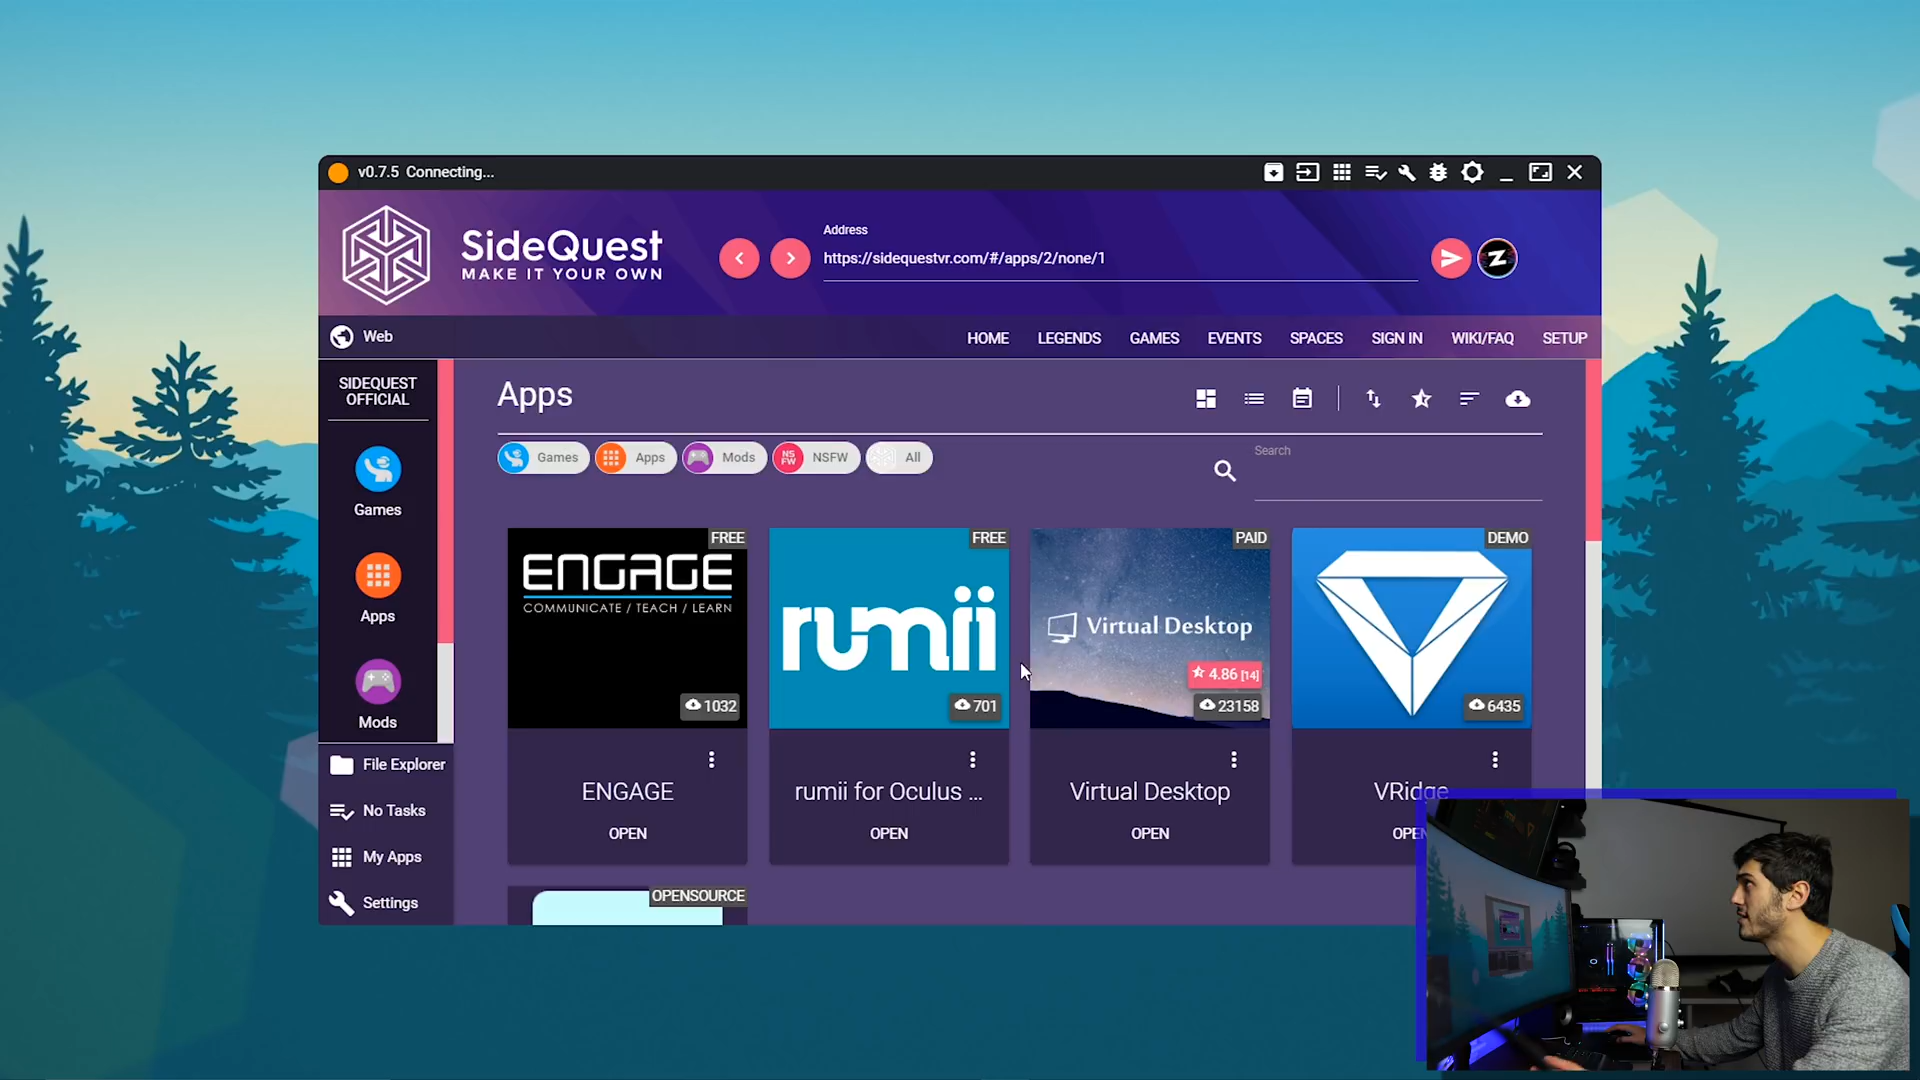 v0.7.5 Connecting...
SideQuest
MAKE IT YOUR OWN
Address
https://sidequestvr.com/#/apps/2/none/1
Z
Web
HOME LEGENDS GAMES EVENTS SPACES SIGN IN WIKI/FAQ SETUP
SIDEQUEST
OFFICIAL
Games
Apps
Mods
File Explorer
No Tasks
My Apps
Settings
Apps
Games Apps Mods NS FW NSFW All
Search
FREE
ENGAGE
COMMUNICATE / TEACH / LEARN
1032
ENGAGE
OPEN
FREE
rumii
701
rumii for Oculus ...
OPEN
PAID
Virtual Desktop
4.86 [14]
23158
Virtual Desktop
OPEN
DEMO
6435
VRidge
OPEN
OPENSOURCE